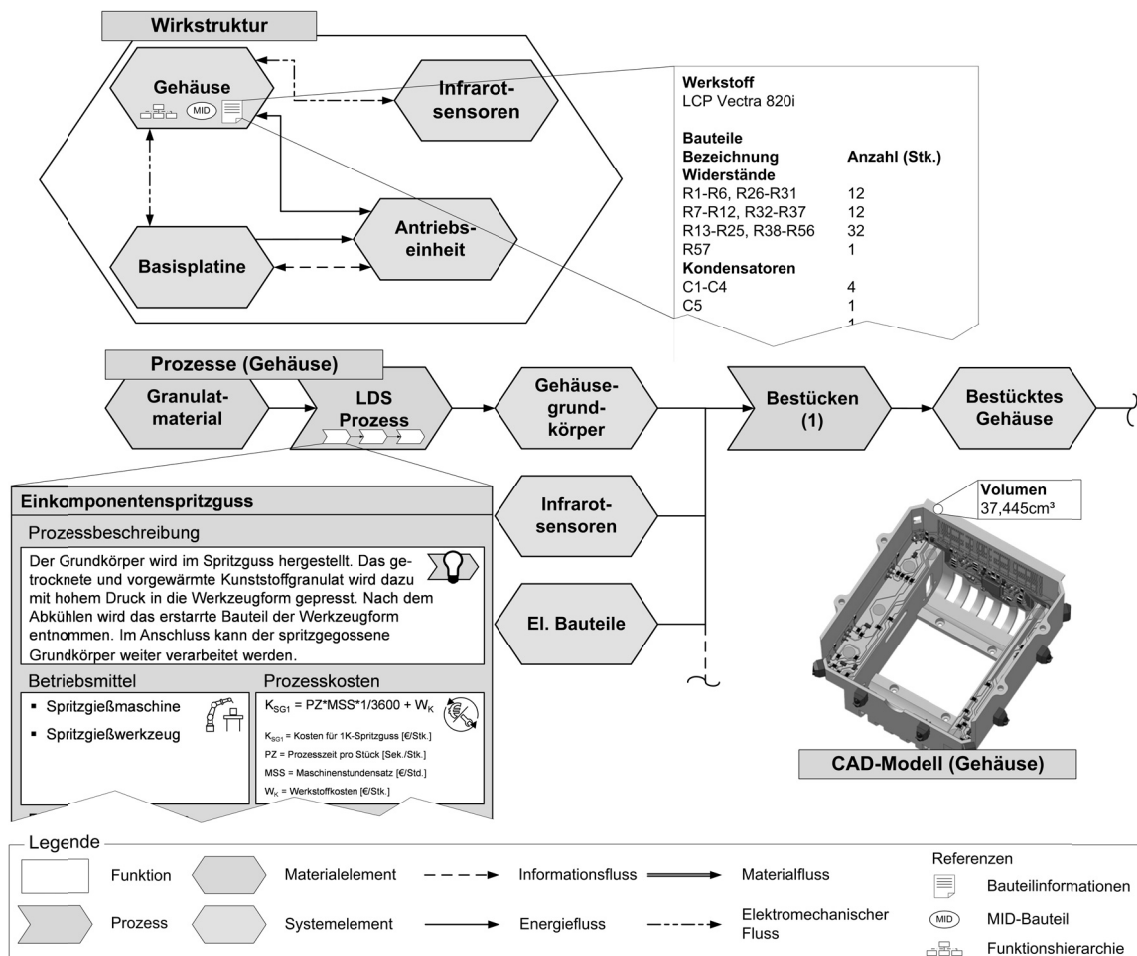 Wirkstruktur
Gehäuse
MID
Infrarot-
sensoren
Antriebs-
einheit
Basisplatine
Werkstoff
LCP Vectra 820i
Bauteile
Bezeichnung Anzahl (Stk.)
Widerstände
R1-R6, R26-R31 12
R7-R12, R32-R37 12
R13-R25, R38-R56 32
R57 1
Kondensatoren
C1-C4 4
C5 1
1
Prozesse (Gehäuse)
Granulat-
material
LDS
Prozess
Gehäuse-
grund-
körper
Bestücken
(1)
Bestücktes
Gehäuse
Infrarot-
sensoren
El. Bauteile
Einkomponentenspritzguss
Prozessbeschreibung
Der Grundkörper wird im Spritzguss hergestellt. Das ge-
trocknete und vorgewärmte Kunststoffgranulat wird dazu
mit hohem Druck in die Werkzeugform gepresst. Nach dem
Abkühlen wird das erstarrte Bauteil der Werkzeugform
entnommen. Im Anschluss kann der spritzgegossene
Grundkörper weiter verarbeitet werden.
Betriebsmittel
▪ Spritzgießmaschine
▪ Spritzgießwerkzeug
Prozesskosten
K_SG1 = PZ*MSS*1/3600 + W_K
K_SG1 = Kosten für 1K-Spritzguss [€/Stk.]
PZ = Prozesszeit pro Stück [Sek./Stk.]
MSS = Maschinenstundensatz [€/Std.]
W_K = Werkstoffkosten [€/Stk.]
Volumen
37,445cm³
CAD-Modell (Gehäuse)
Legende
Funktion
Materialelement
Informationsfluss
Materialfluss
Prozess
Systemelement
Energiefluss
Elektromechanischer
Fluss
Referenzen
Bauteilinformationen
MID
MID-Bauteil
Funktionshierarchie